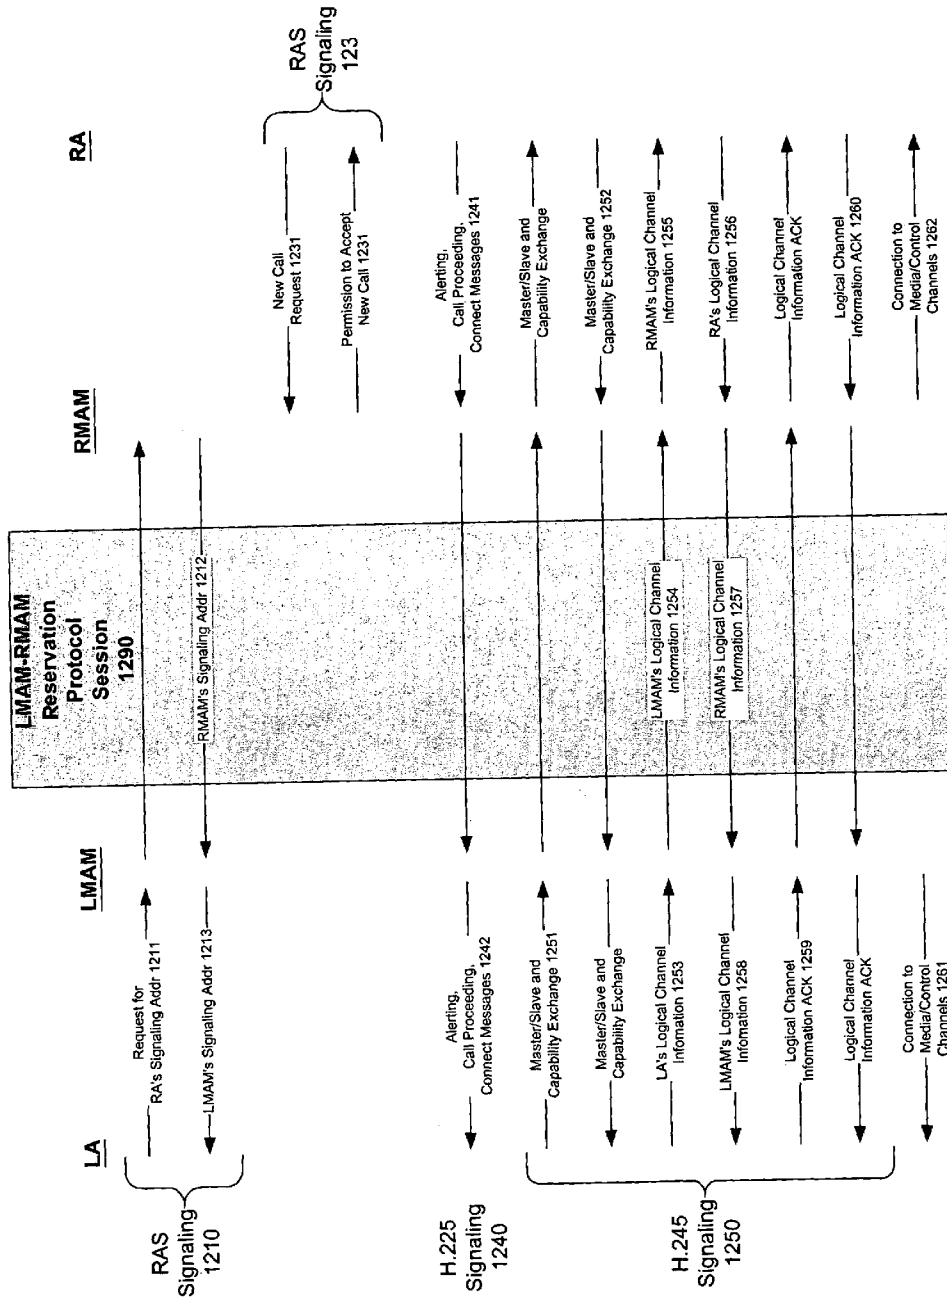 LA
LMAM
LMAM-RMAM
Reservation
Protocol
Session
1290
RMAM
RA
RAS
Signaling
1210
Request for
RA's Signaling Addr 1211
LMAM's Signaling Addr 1213
RMAM's Signaling Addr 1212
New Call
Request 1231
Permission to Accept
New Call 1231
RAS
Signaling
123
H.225
Signaling
1240
Alerting,
Call Proceeding,
Connect Messages 1242
Alerting,
Call Proceeding,
Connect Messages 1241
H.245
Signaling
1250
Master/Slave and
Capability Exchange 1251
Master/Slave and
Capability Exchange
Master/Slave and
Capability Exchange
Master/Slave and
Capability Exchange 1252
LA's Logical Channel
Information 1253
LMAM's Logical Channel
Information 1254
RMAM's Logical Channel
Information 1255
LMAM's Logical Channel
Information 1258
RMAM's Logical Channel
Information 1257
RA's Logical Channel
Information 1256
Logical Channel
Information ACK 1259
Logical Channel
Information ACK
Logical Channel
Information ACK
Logical Channel
Information ACK 1260
Connection to
Media/Control
Channels 1261
Connection to
Media/Control
Channels 1262